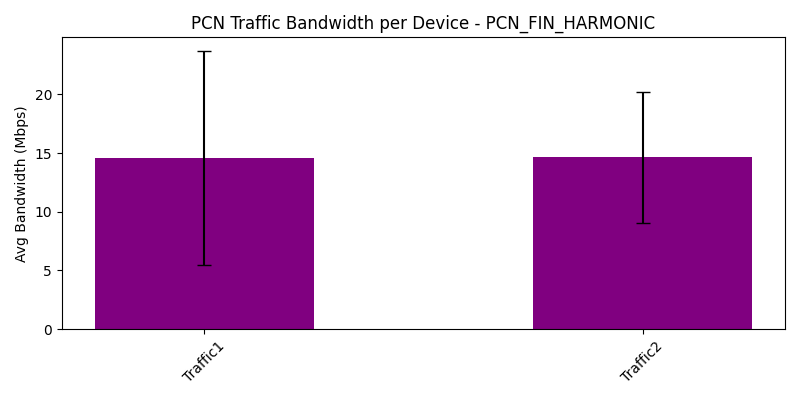 PCN Traffic Bandwidth per Device - PCN_FIN_HARMONIC
Avg Bandwidth (Mbps)
20
15
10
5
0
Traffic1
Traffic2